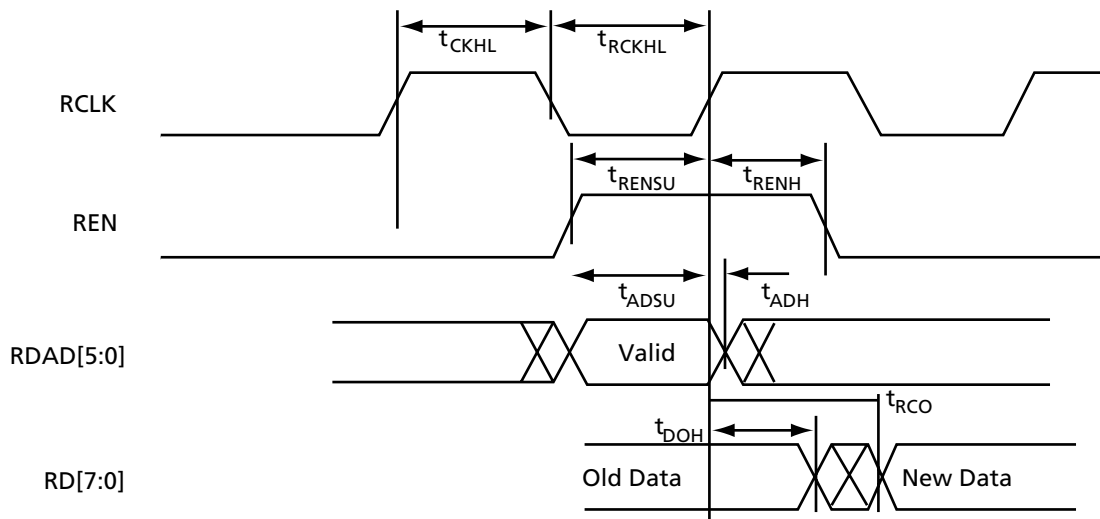 tCKHL tRCKHL
RCLK
tRENSU tRENH
REN
tADSU tADH
RDAD[5:0] Valid
tRCO
tDOH
RD[7:0] Old Data New Data